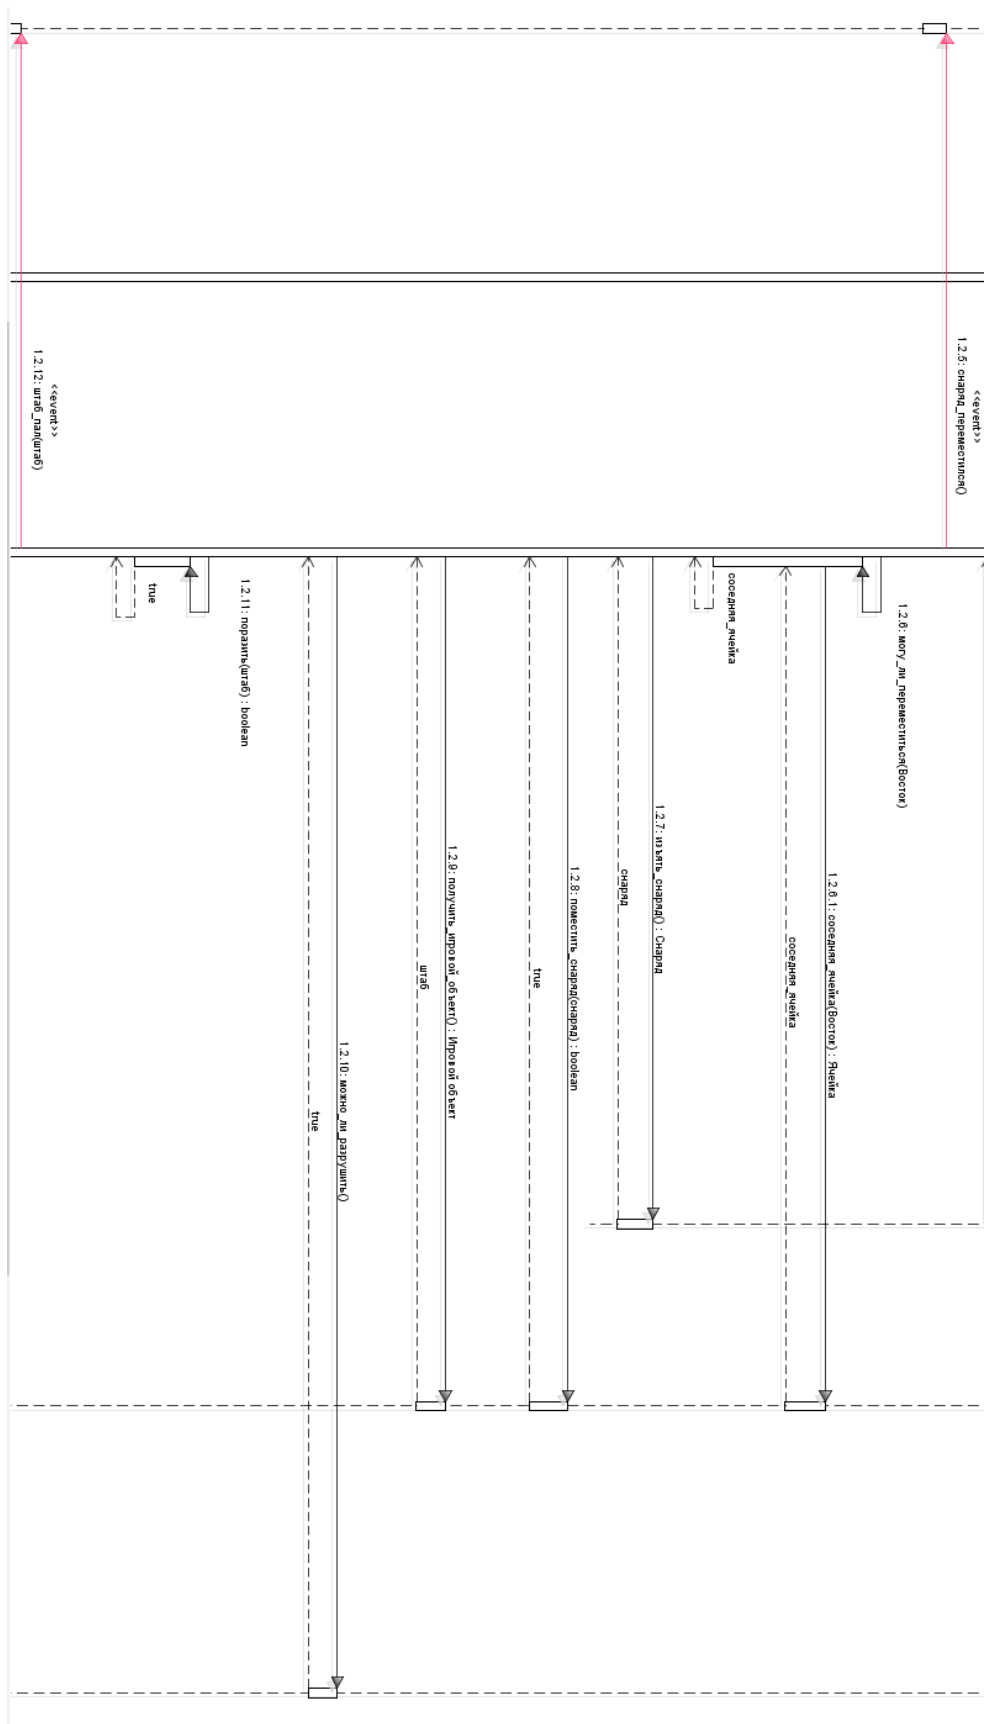 <<event>>
1.2.5: снаряд_переместился()
1.2.6: могу_ли_переместиться(Восток)
1.2.6.1: соседняя_ячейка(Восток) : Ячейка
соседняя_ячейка
соседняя_ячейка
1.2.7: изъять_снаряд() : Снаряд
снаряд
1.2.8: поместить_снаряд(снаряд) : boolean
true
1.2.9: получить_игровой_объект() : Игровой объект
штаб
1.2.10: можно_ли_разрушить()
true
1.2.11: поразить(штаб) : boolean
true
<<event>>
1.2.12: штаб_пал(штаб)